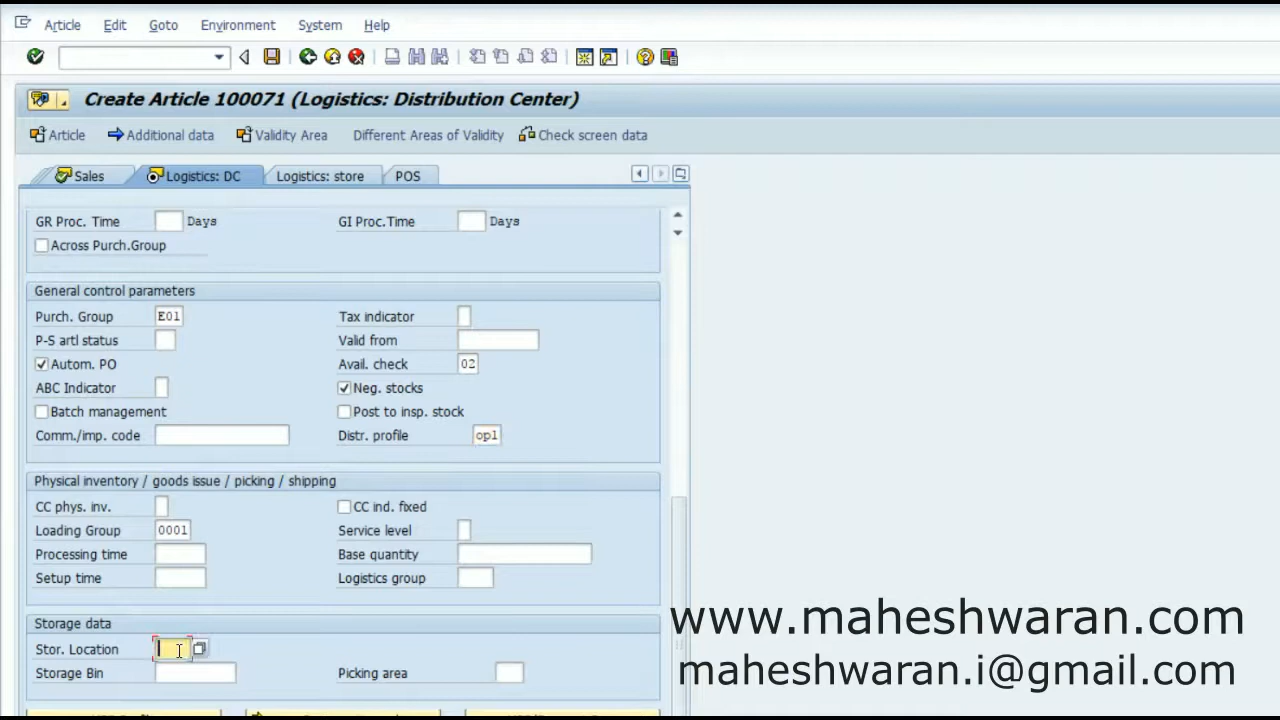 Article Edit Goto Environment System Help
Create Article 100071 (Logistics: Distribution Center)
Article Additional data Validity Area Different Areas of Validity Check screen data
Sales Logistics: DC Logistics: store POS
GR Proc. Time Days GI Proc.Time Days
Across Purch.Group
General control parameters
Purch. Group E01 Tax indicator
P-S artl status Valid from
Autom. PO Avail. check 02
ABC Indicator Neg. stocks
Batch management Post to insp. stock
Comm./imp. code Distr. profile op1
Physical inventory / goods issue / picking / shipping
CC phys. inv. CC ind. fixed
Loading Group 0001 Service level
Processing time Base quantity
Setup time Logistics group
Storage data
Stor. Location
Storage Bin Picking area
www.maheshwaran.com
maheshwaran.i@gmail.com